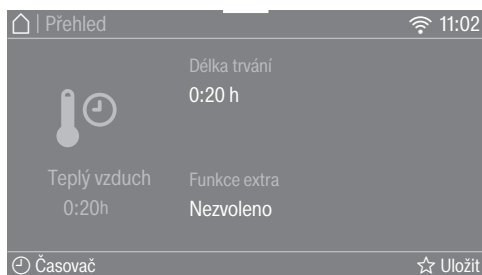 | Přehled
11:02
Délka trvání
0:20 h
Teplý vzduch
0:20h
Funkce extra
Nezvoleno
Časovač
Uložit